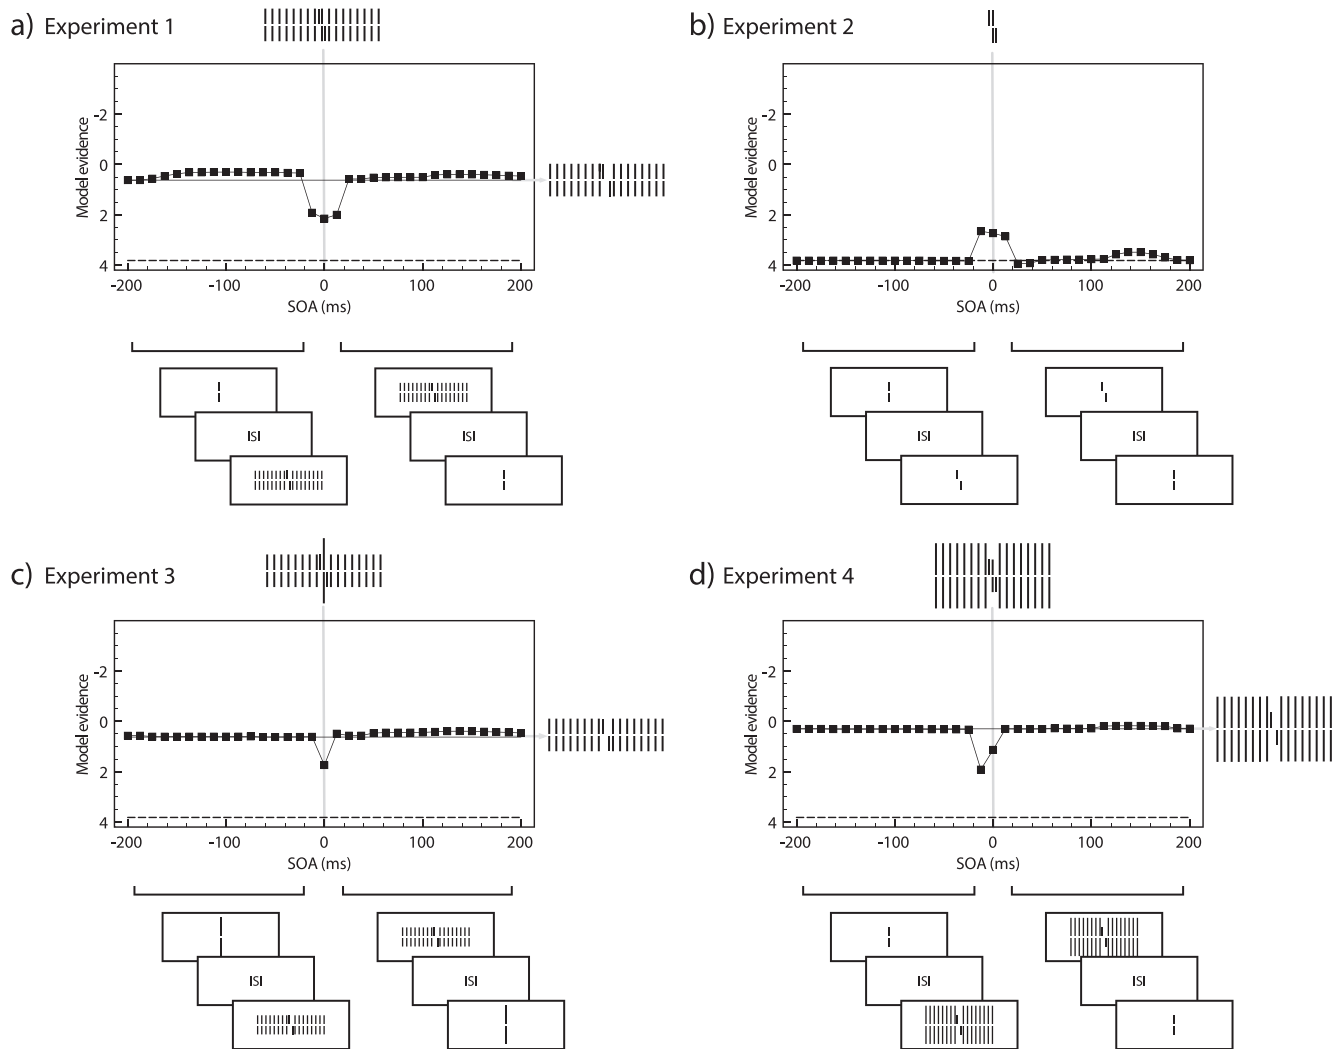 a) Experiment 1
Model evidence
-2
0
2
4
-200
-100
0
100
200
SOA (ms)
ISI
ISI
b) Experiment 2
Model evidence
-2
0
2
4
-200
-100
0
100
200
SOA (ms)
ISI
ISI
c) Experiment 3
Model evidence
-2
0
2
4
-200
-100
0
100
200
SOA (ms)
ISI
ISI
d) Experiment 4
Model evidence
-2
0
2
4
-200
-100
0
100
200
SOA (ms)
ISI
ISI